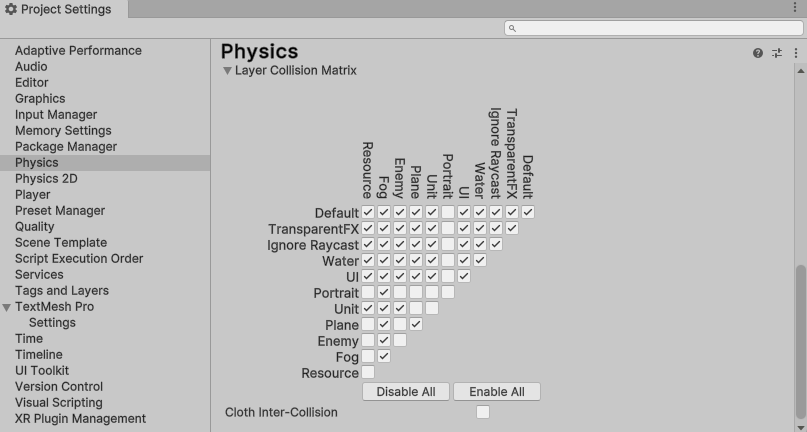 Project Settings
Adaptive Performance
Audio
Editor
Graphics
Input Manager
Memory Settings
Package Manager
Physics
Physics 2D
Player
Preset Manager
Quality
Scene Template
Script Execution Order
Services
Tags and Layers
TextMesh Pro
Settings
Time
Timeline
UI Toolkit
Version Control
Visual Scripting
XR Plugin Management
Physics
Layer Collision Matrix
Resource
Fog
Enemy
Plane
Unit
Portrait
UI
Water
Ignore Raycast
TransparentFX
Default
Default
TransparentFX
Ignore Raycast
Water
UI
Portrait
Unit
Plane
Enemy
Fog
Resource
Disable All
Enable All
Cloth Inter-Collision